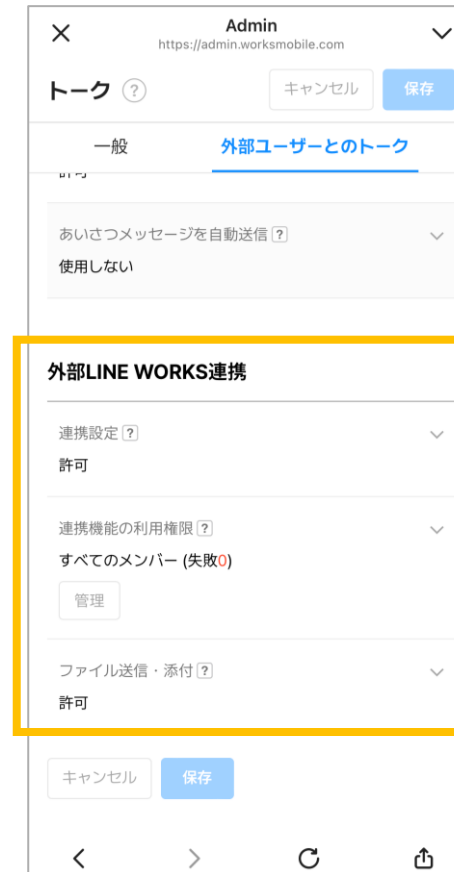 Admin
https://admin.worksmobile.com
トーク ?
キャンセル
保存
一般
外部ユーザーとのトーク
あいさつメッセージを自動送信 ?
使用しない
外部LINE WORKS連携
連携設定 ?
許可
連携機能の利用権限 ?
すべてのメンバー (失敗0)
管理
ファイル送信・添付 ?
許可
キャンセル
保存